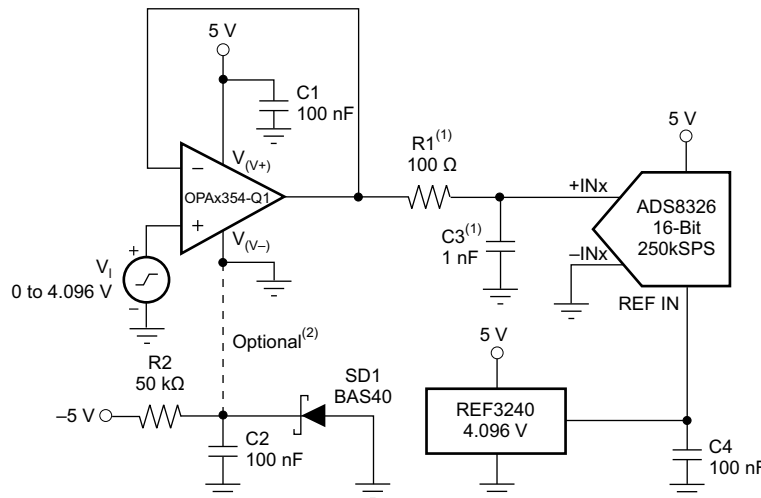 5 V
C1
100 nF
V(V+)
−
OPAx354-Q1
+
V(V−)
+
VI
0 to 4.096 V
−
R1(1)
100 Ω
C3(1)
1 nF
5 V
+INx
ADS8326
16-Bit
250kSPS
−INx
REF IN
Optional(2)
R2
50 kΩ
−5 V
C2
100 nF
SD1
BAS40
5 V
REF3240
4.096 V
C4
100 nF